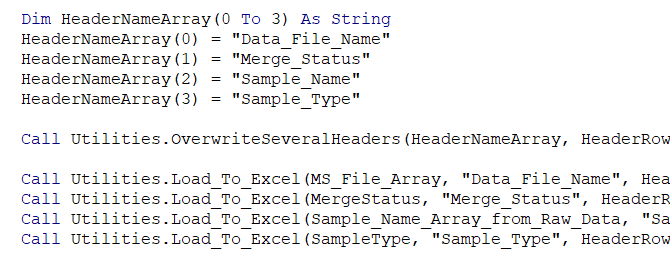 Dim HeaderNameArray(0 To 3) As String
HeaderNameArray(0) = "Data_File_Name"
HeaderNameArray(1) = "Merge_Status"
HeaderNameArray(2) = "Sample_Name"
HeaderNameArray(3) = "Sample_Type"
Call Utilities.OverwriteSeveralHeaders(HeaderNameArray, HeaderRow
Call Utilities.Load_To_Excel(MS_File_Array, "Data_File_Name", Hea
Call Utilities.Load_To_Excel(MergeStatus, "Merge_Status", HeaderR
Call Utilities.Load_To_Excel(Sample_Name_Array_from_Raw_Data, "Sa
Call Utilities.Load_To_Excel(SampleType, "Sample_Type", HeaderRow